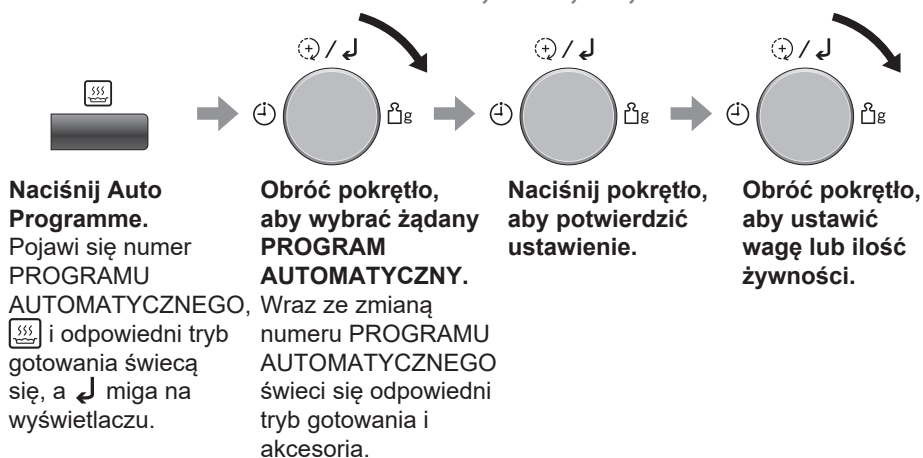 g
g
g
Naciśnij Auto
Programme.
Pojawi się numer
PROGRAMU
AUTOMATYCZNEGO,
i odpowiedni tryb
gotowania świecą
się, a miga na
wyświetlaczu.
Obróć pokrętło,
aby wybrać żądany
PROGRAM
AUTOMATYCZNY.
Wraz ze zmianą
numeru PROGRAMU
AUTOMATYCZNEGO
świeci się odpowiedni
tryb gotowania i
akcesoria.
Naciśnij pokrętło,
aby potwierdzić
ustawienie.
Obróć pokrętło,
aby ustawić
wagę lub ilość
żywności.